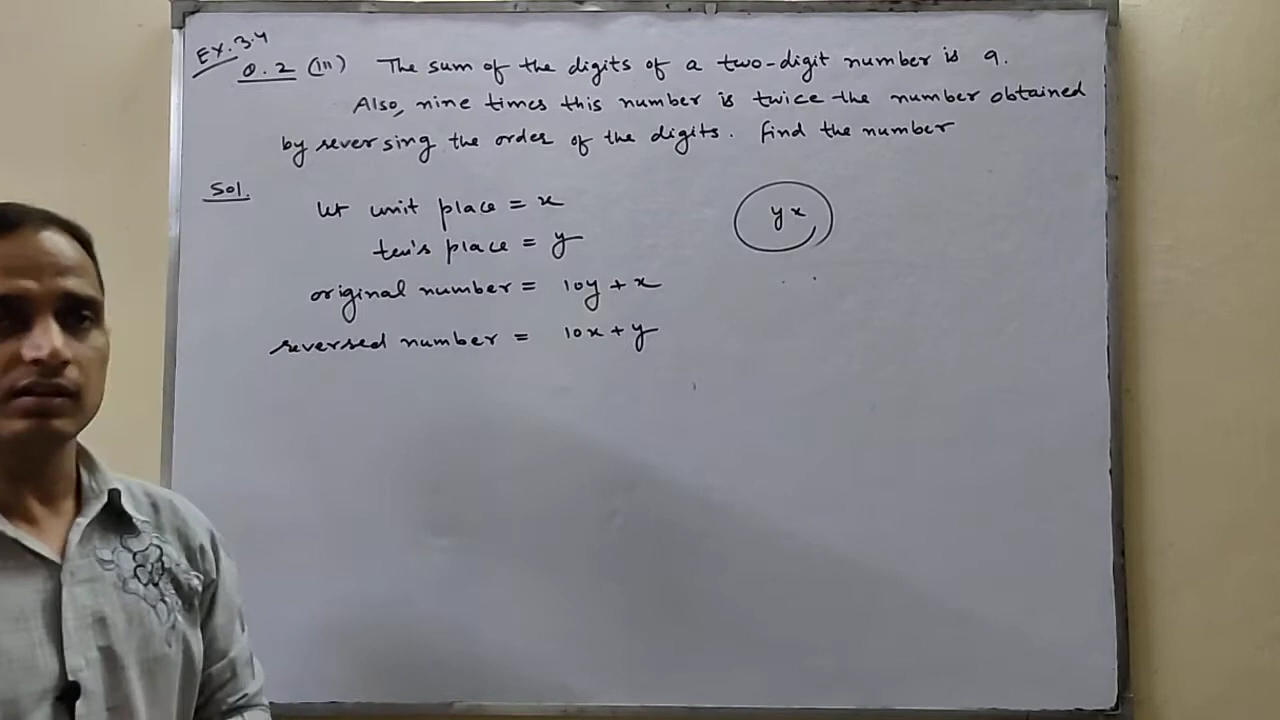 Ex. 3.4
Q. 2 (iii) The sum of the digits of a two-digit number is 9.
Also, nine times this number is twice the number obtained
by reversing the order of the digits. find the number
Sol.
let unit place = x
ten's place = y
yx
original number = 10y + x
reversed number = 10x + y